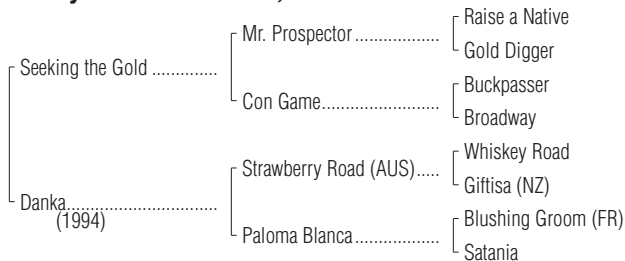 Raise a Native
Mr. Prospector ...................
Gold Digger
Seeking the Gold ..............
Buckpasser
Con Game...........................
Broadway
Whiskey Road
Strawberry Road (AUS).....
Giftisa (NZ)
Danka................................
(1994)
Blushing Groom (FR)
Paloma Blanca...................
Satania